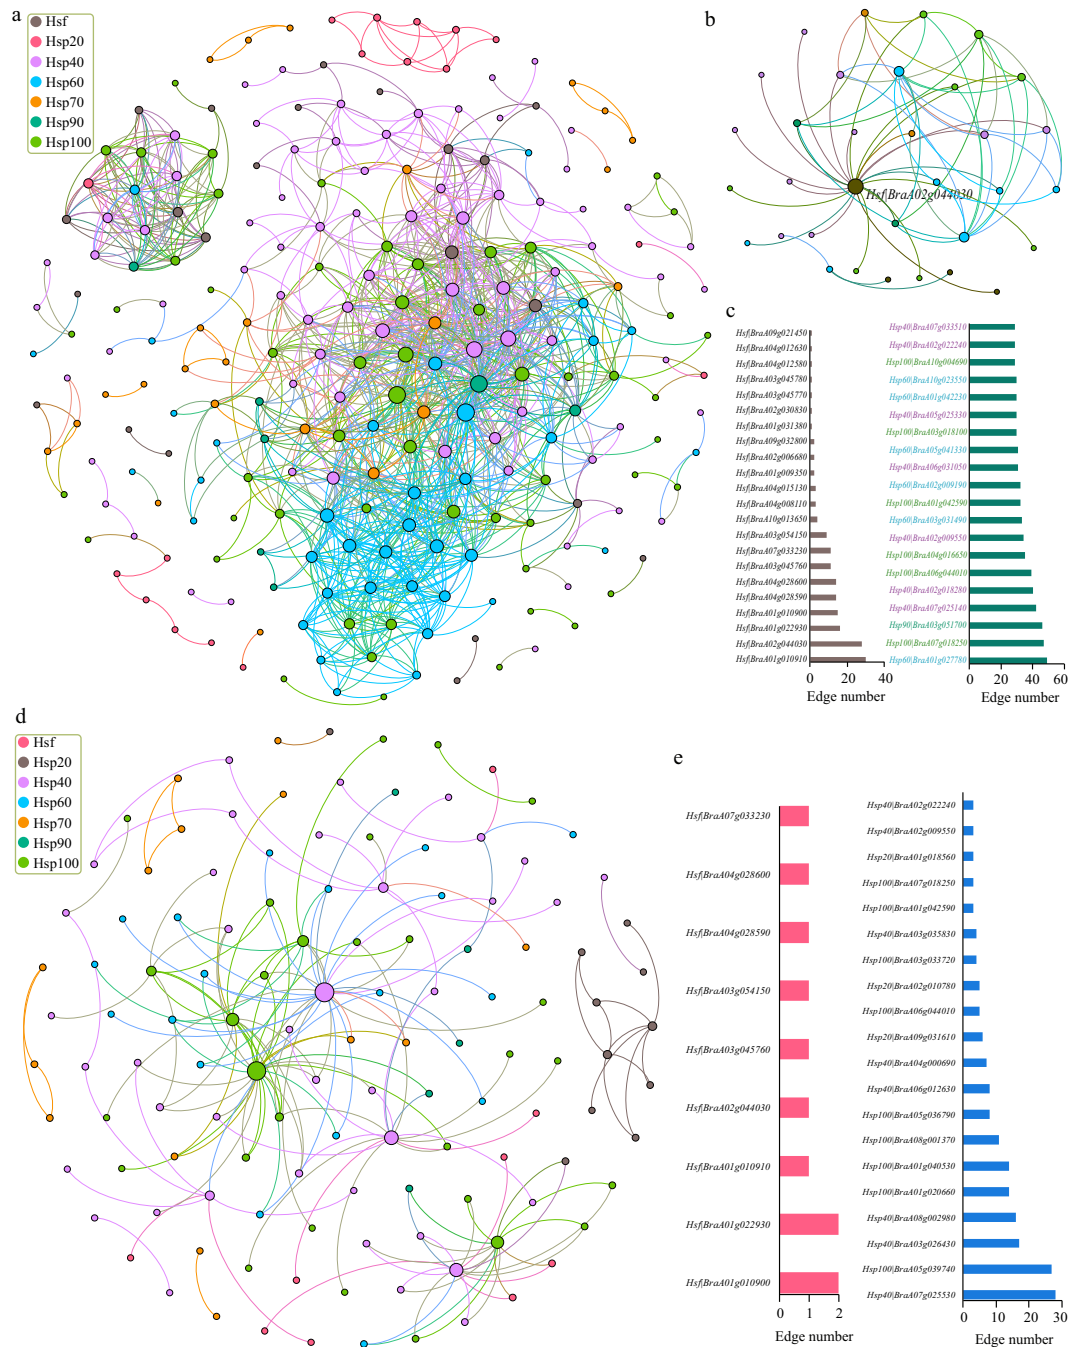 a
Hsf
Hsp20
Hsp40
Hsp60
Hsp70
Hsp90
Hsp100
b
Hsf|BraA02g044030
c
Hsf|BraA09g021450
Hsf|BraA04g012630
Hsf|BraA04g012580
Hsf|BraA03g045780
Hsf|BraA03g045770
Hsf|BraA02g030830
Hsf|BraA01g031380
Hsf|BraA09g032800
Hsf|BraA02g006680
Hsf|BraA01g009350
Hsf|BraA04g015130
Hsf|BraA04g008110
Hsf|BraA10g013650
Hsf|BraA03g054150
Hsf|BraA07g033230
Hsf|BraA03g045760
Hsf|BraA04g028600
Hsf|BraA04g028590
Hsf|BraA01g010900
Hsf|BraA01g022930
Hsf|BraA02g044030
Hsf|BraA01g010910
0 20 40
Edge number
Hsp40|BraA07g033510
Hsp40|BraA02g022240
Hsp100|BraA10g004690
Hsp60|BraA10g023550
Hsp60|BraA01g042230
Hsp40|BraA05g025330
Hsp100|BraA03g018100
Hsp60|BraA05g041330
Hsp40|BraA06g031050
Hsp60|BraA02g009190
Hsp100|BraA01g042590
Hsp60|BraA03g031490
Hsp40|BraA02g009550
Hsp100|BraA04g016650
Hsp100|BraA06g044010
Hsp40|BraA02g018280
Hsp40|BraA07g025140
Hsp90|BraA03g051700
Hsp100|BraA07g018250
Hsp60|BraA01g027780
0 20 40 60
Edge number
d
Hsf
Hsp20
Hsp40
Hsp60
Hsp70
Hsp90
Hsp100
e
Hsf|BraA07g033230
Hsf|BraA04g028600
Hsf|BraA04g028590
Hsf|BraA03g054150
Hsf|BraA03g045760
Hsf|BraA02g044030
Hsf|BraA01g010910
Hsf|BraA01g022930
Hsf|BraA01g010900
0 1 2
Edge number
Hsp40|BraA02g022240
Hsp40|BraA02g009550
Hsp20|BraA01g018560
Hsp100|BraA07g018250
Hsp100|BraA01g042590
Hsp40|BraA03g035830
Hsp100|BraA03g033720
Hsp20|BraA02g010780
Hsp100|BraA06g044010
Hsp20|BraA09g031610
Hsp40|BraA04g000690
Hsp40|BraA06g012630
Hsp100|BraA05g036790
Hsp100|BraA08g001370
Hsp100|BraA01g040530
Hsp100|BraA01g020660
Hsp40|BraA08g002980
Hsp40|BraA03g026430
Hsp100|BraA05g039740
Hsp40|BraA07g025530
0 10 20 30
Edge number